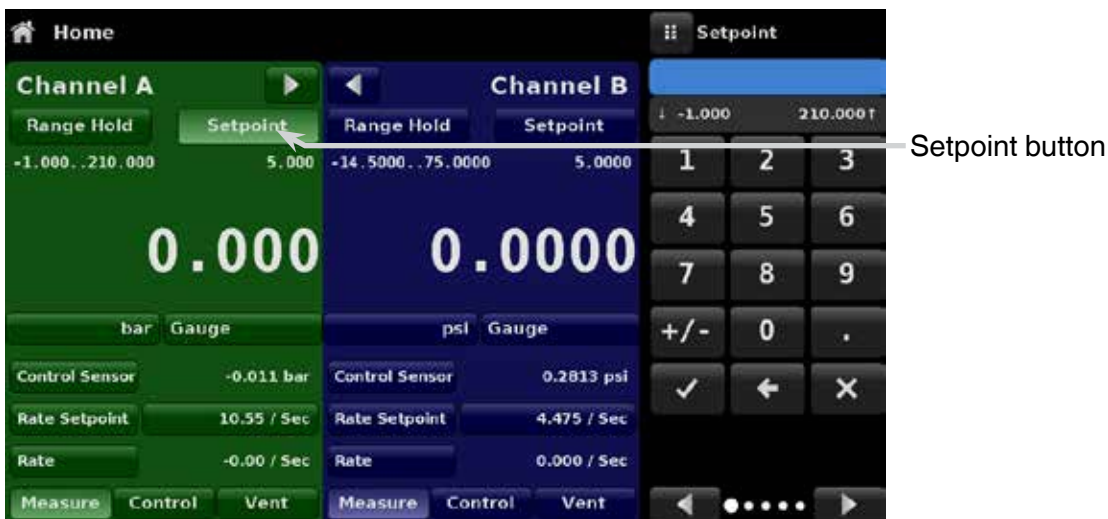 Home
Setpoint
Channel A
Channel B
Range Hold Setpoint
Range Hold Setpoint
↓ -1.000 210.000↑
Setpoint button
-1.000..210.000 5.000
-14.5000..75.0000 5.0000
0.000
0.0000
bar Gauge
psi Gauge
Control Sensor -0.011 bar
Control Sensor 0.2813 psi
Rate Setpoint 10.55 / Sec
Rate Setpoint 4.475 / Sec
Rate -0.00 / Sec
Rate 0.000 / Sec
Measure Control Vent
Measure Control Vent
1 2 3
4 5 6
7 8 9
+/- 0 .